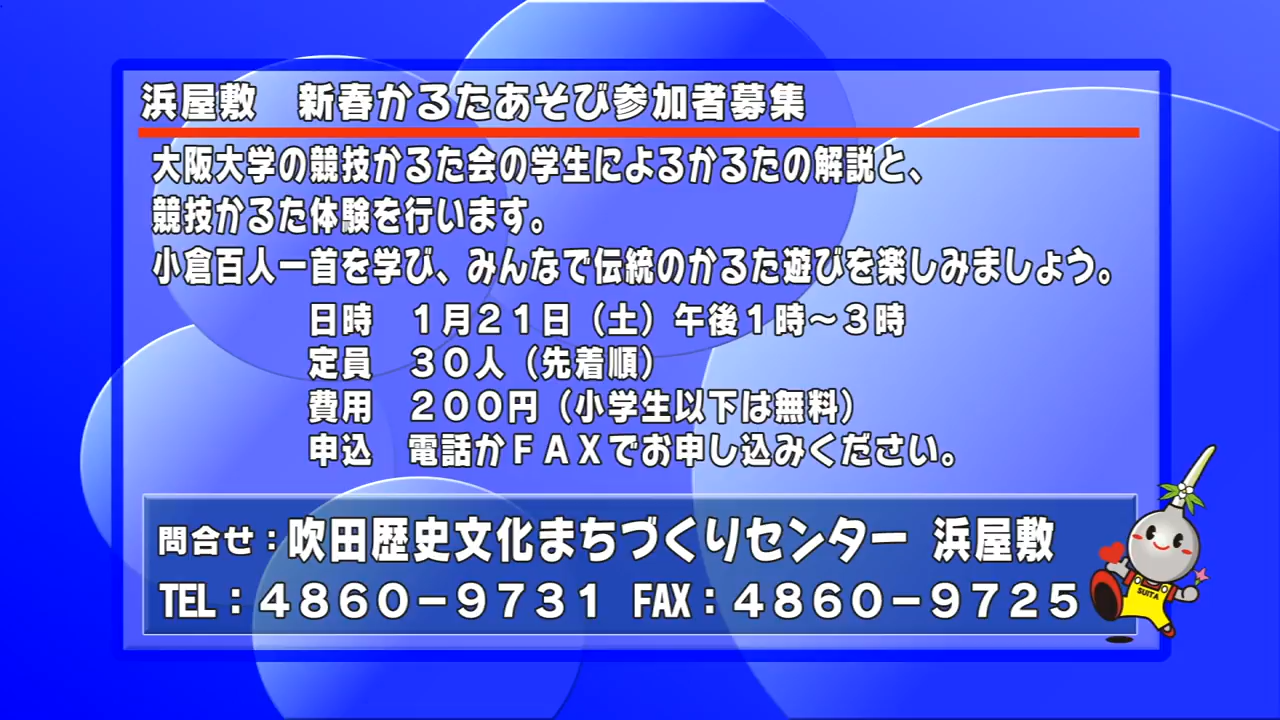 浜屋敷　新春かるたあそび参加者募集
大阪大学の競技かるた会の学生によるかるたの解説と、
競技かるた体験を行います。
小倉百人一首を学び、みんなで伝統のかるた遊びを楽しみましょう。
日時　１月２１日（土）午後１時～３時
定員　３０人（先着順）
費用　２００円（小学生以下は無料）
申込　電話かＦＡＸでお申し込みください。
問合せ：吹田歴史文化まちづくりセンター 浜屋敷
TEL：４８６０－９７３１ FAX：４８６０－９７２５
SUITA